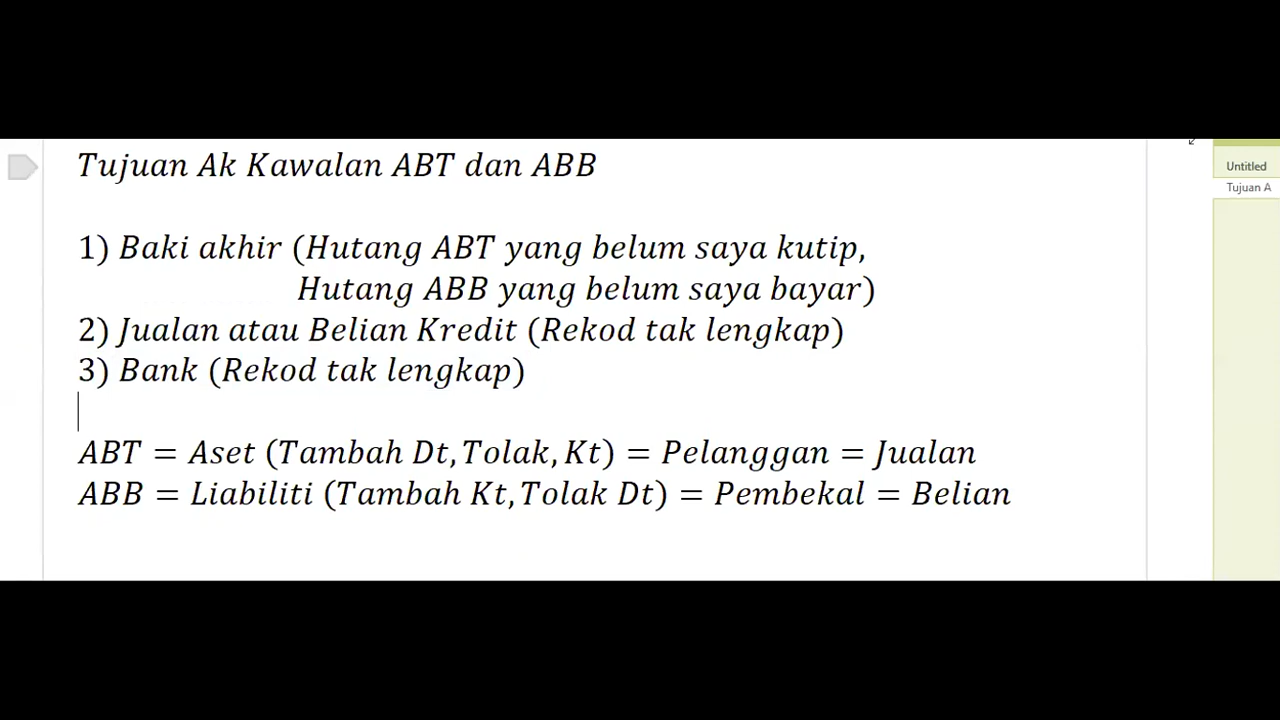 Tujuan Ak Kawalan ABT dan ABB
1) Baki akhir (Hutang ABT yang belum saya kutip,
Hutang ABB yang belum saya bayar)
2) Jualan atau Belian Kredit (Rekod tak lengkap)
3) Bank (Rekod tak lengkap)
ABT = Aset (Tambah Dt, Tolak, Kt) = Pelanggan = Jualan
ABB = Liabiliti (Tambah Kt, Tolak Dt) = Pembekal = Belian
Untitled
Tujuan A